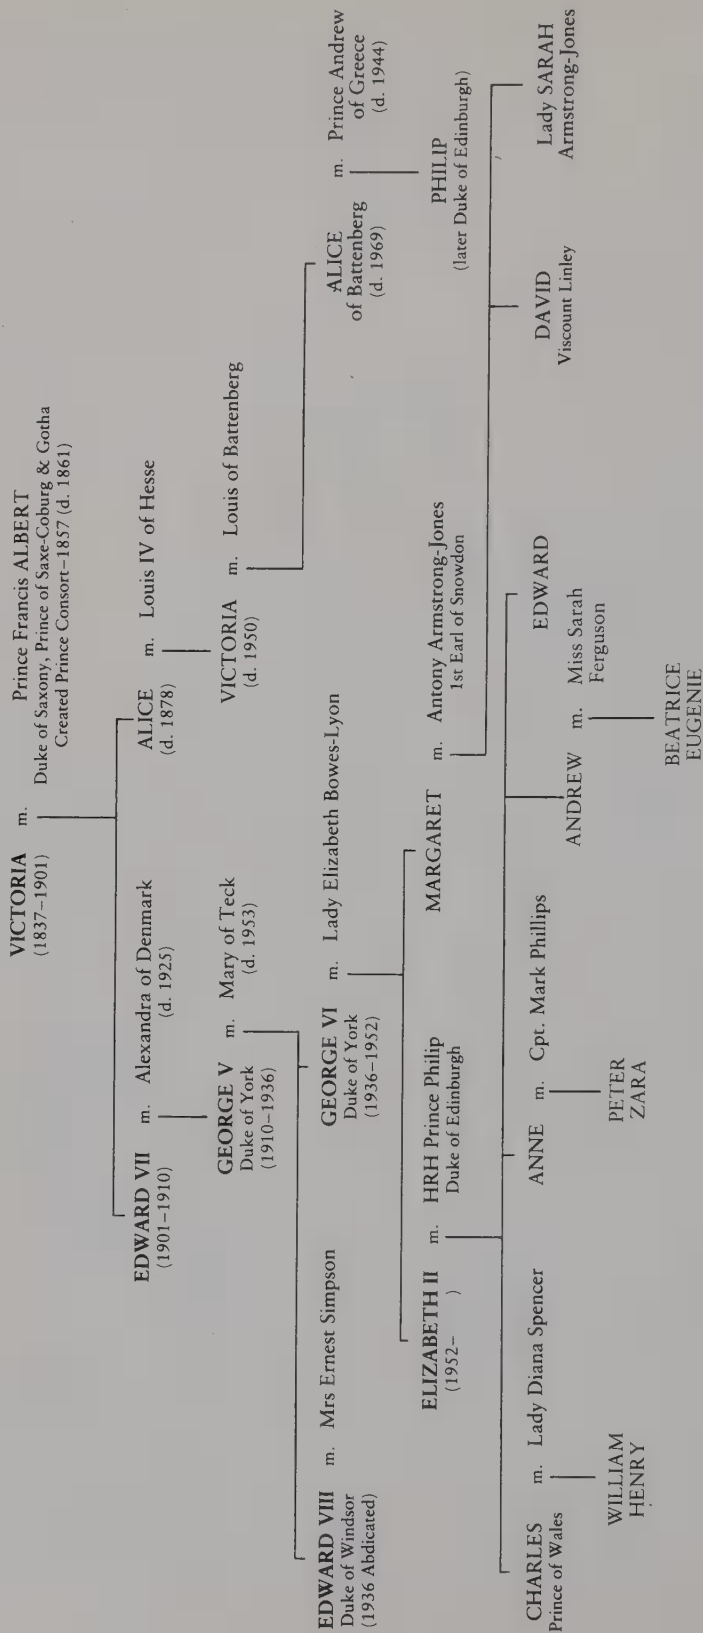 VICTORIA m. Prince Francis ALBERT
(1837–1901) Duke of Saxony, Prince of Saxe-Coburg & Gotha
Created Prince Consort–1857 (d. 1861)
EDWARD VII m. Alexandra of Denmark
(1901–1910) (d. 1925)
ALICE m. Louis IV of Hesse
(d. 1878)
GEORGE V m. Mary of Teck
Duke of York (d. 1953)
(1910–1936)
VICTORIA m. Louis of Battenberg
(d. 1950)
EDWARD VIII m. Mrs Ernest Simpson
Duke of Windsor
(1936 Abdicated)
GEORGE VI m. Lady Elizabeth Bowes-Lyon
Duke of York
(1936–1952)
ALICE m. Prince Andrew
of Battenberg of Greece
(d. 1969) (d. 1944)
ELIZABETH II m. HRH Prince Philip
(1952– ) Duke of Edinburgh
MARGARET m. Antony Armstrong-Jones
1st Earl of Snowdon
PHILIP
(later Duke of Edinburgh)
CHARLES m. Lady Diana Spencer
Prince of Wales
ANNE m. Cpt. Mark Phillips
ANDREW m. Miss Sarah
Ferguson
EDWARD
DAVID
Viscount Linley
Lady SARAH
Armstrong-Jones
WILLIAM
HENRY
PETER
ZARA
BEATRICE
EUGENIE